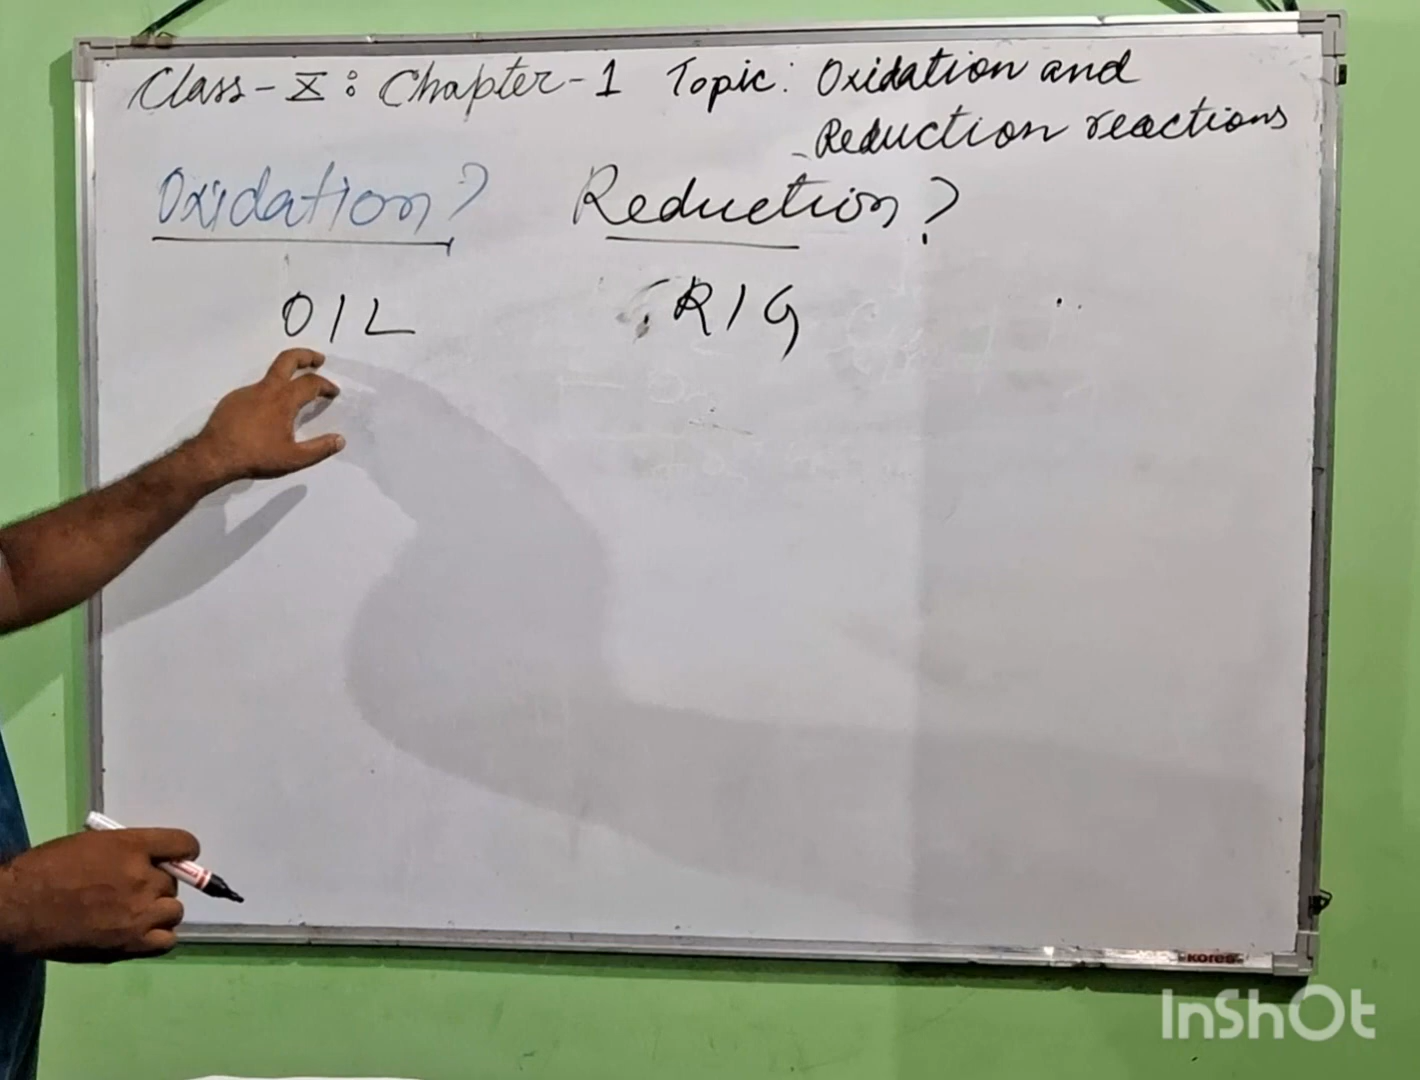 Class-X: Chapter-1 Topic: Oxidation and
Reduction reactions
Oxidation? Reduction?
OIL RIG
kores
InShOt